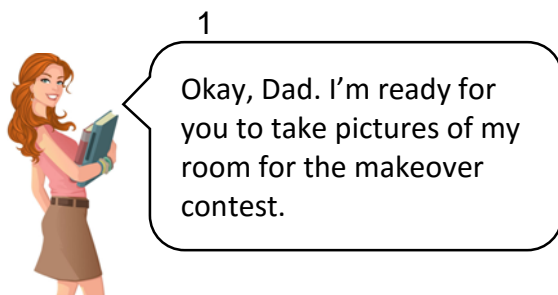 1
Okay, Dad. I’m ready for
you to take pictures of my
room for the makeover
contest.